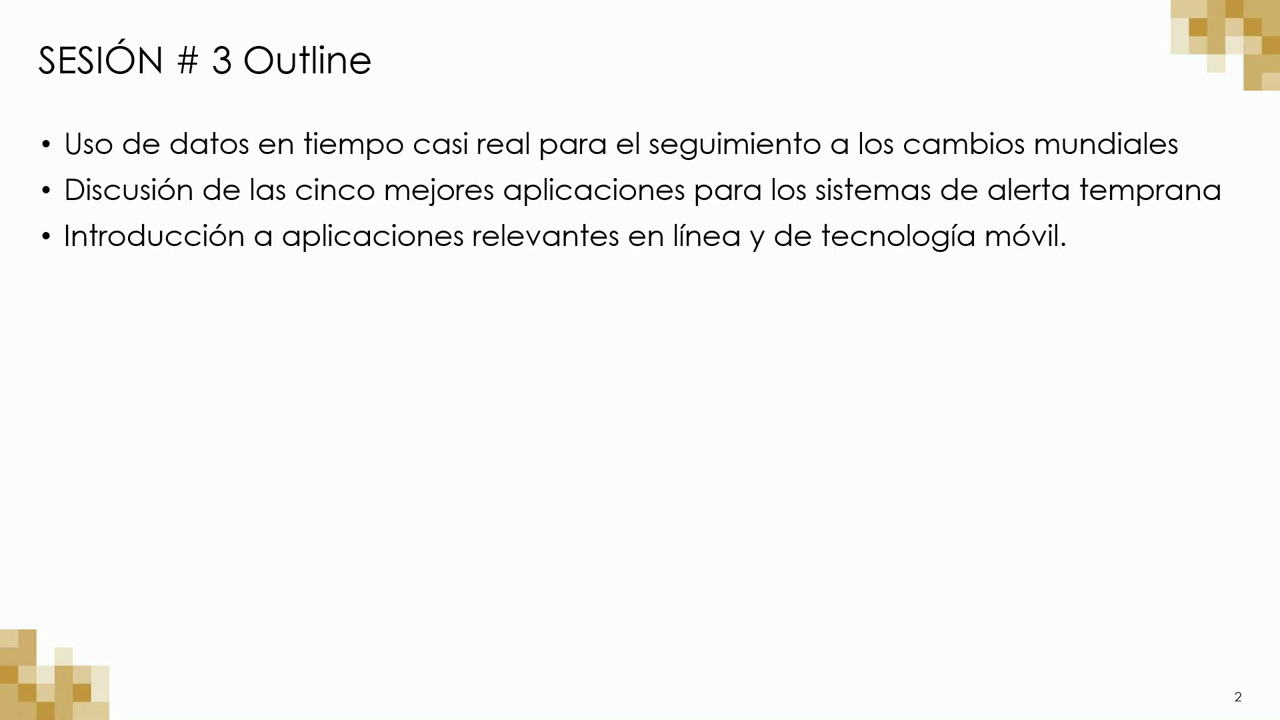 SESIÓN # 3 Outline
• Uso de datos en tiempo casi real para el seguimiento a los cambios mundiales
• Discusión de las cinco mejores aplicaciones para los sistemas de alerta temprana
• Introducción a aplicaciones relevantes en línea y de tecnología móvil.
2